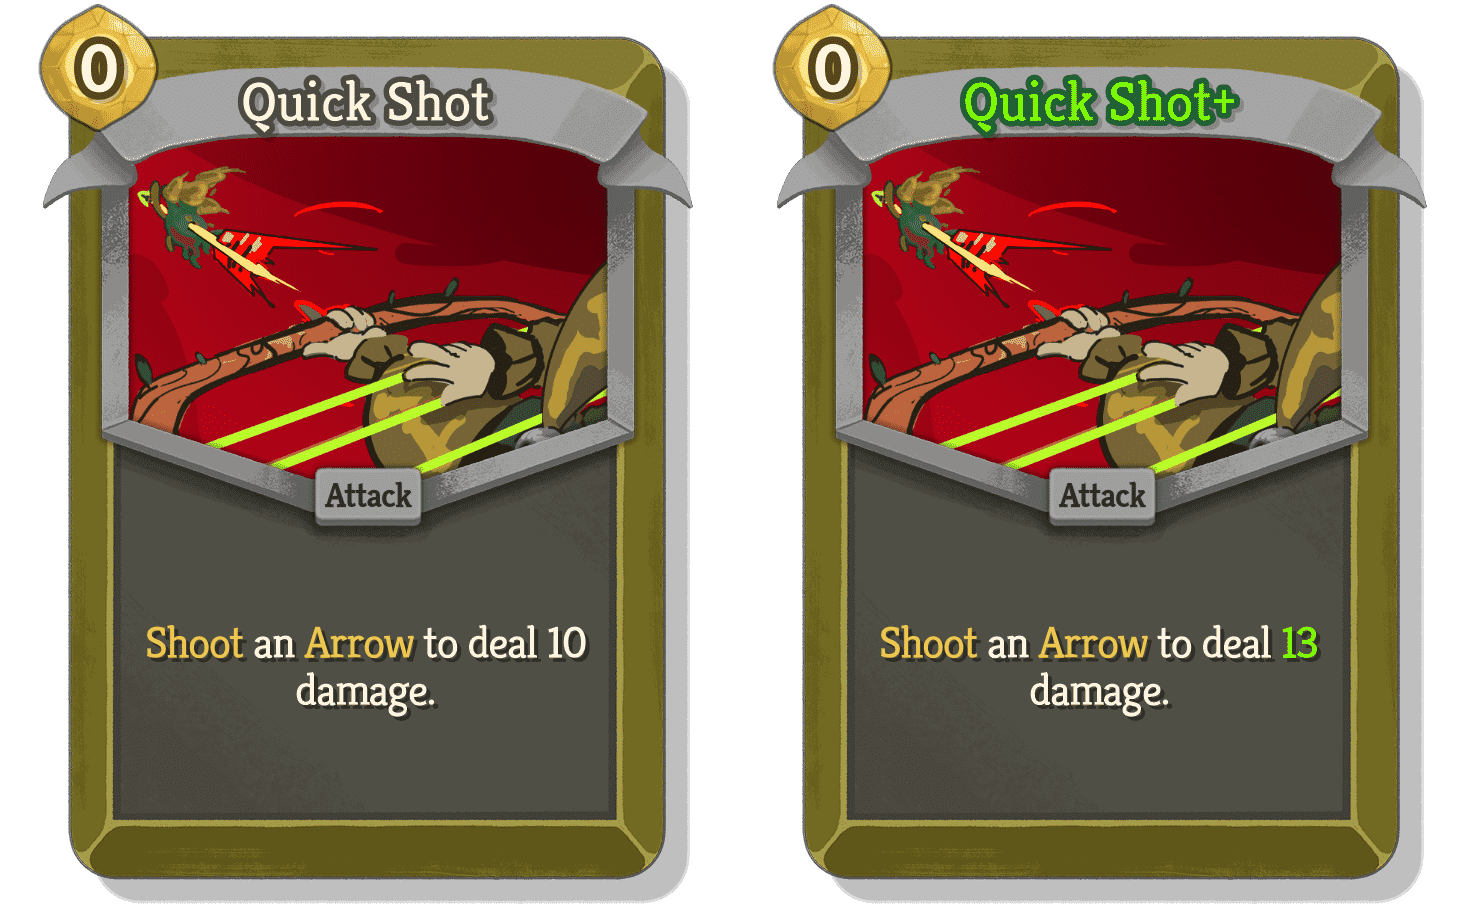 0
Quick Shot
Attack
Shoot an Arrow to deal 10
damage.
0
Quick Shot+
Attack
Shoot an Arrow to deal 13
damage.